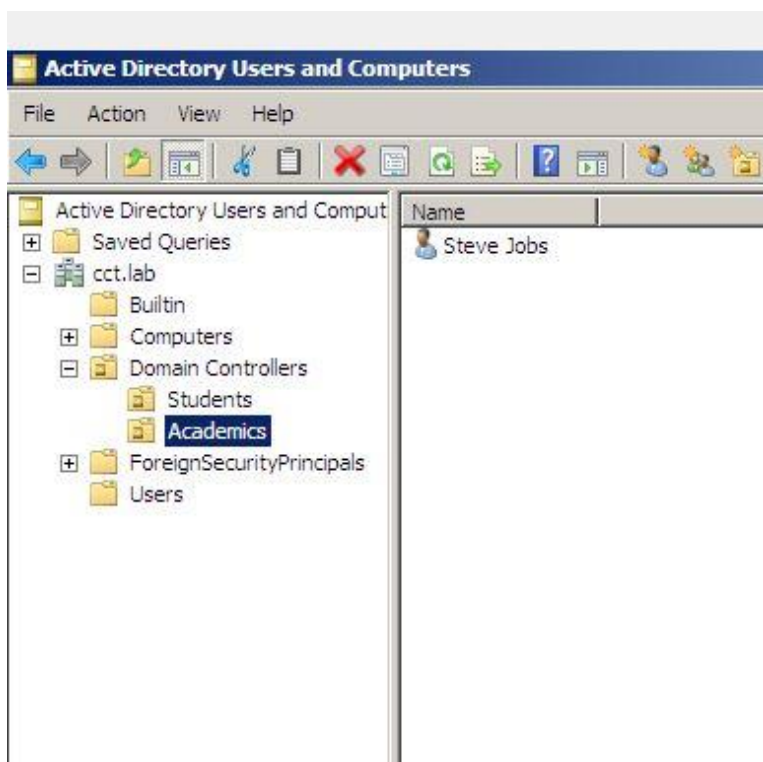 Active Directory Users and Computers
File Action View Help
Active Directory Users and Comput
Name
Saved Queries
Steve Jobs
cct.lab
Builtin
Computers
Domain Controllers
Students
Academics
ForeignSecurityPrincipals
Users